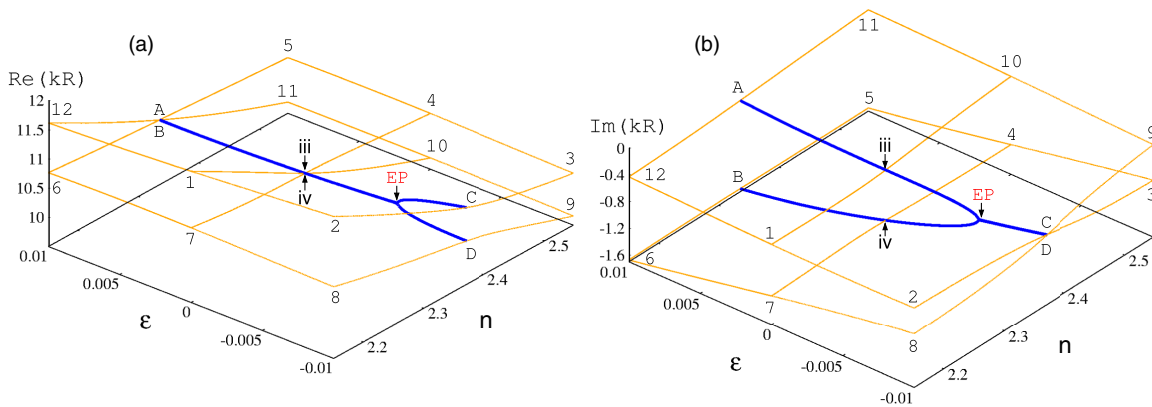 (a)
Re(kR)
12
11.5
11
10.5
10
0.01
0.005
0
-0.005
-0.01
ε
2.2
2.3
2.4
2.5
n
12
A
B
6
5
11
4
10
3
9
1
7
2
8
iii
iv
EP
C
D
(b)
Im(kR)
0
-0.4
-0.8
-1.2
-1.6
0.01
0.005
0
-0.005
-0.01
ε
2.2
2.3
2.4
2.5
n
11
A
10
5
4
9
3
12
B
1
6
7
2
8
iii
iv
EP
C
D